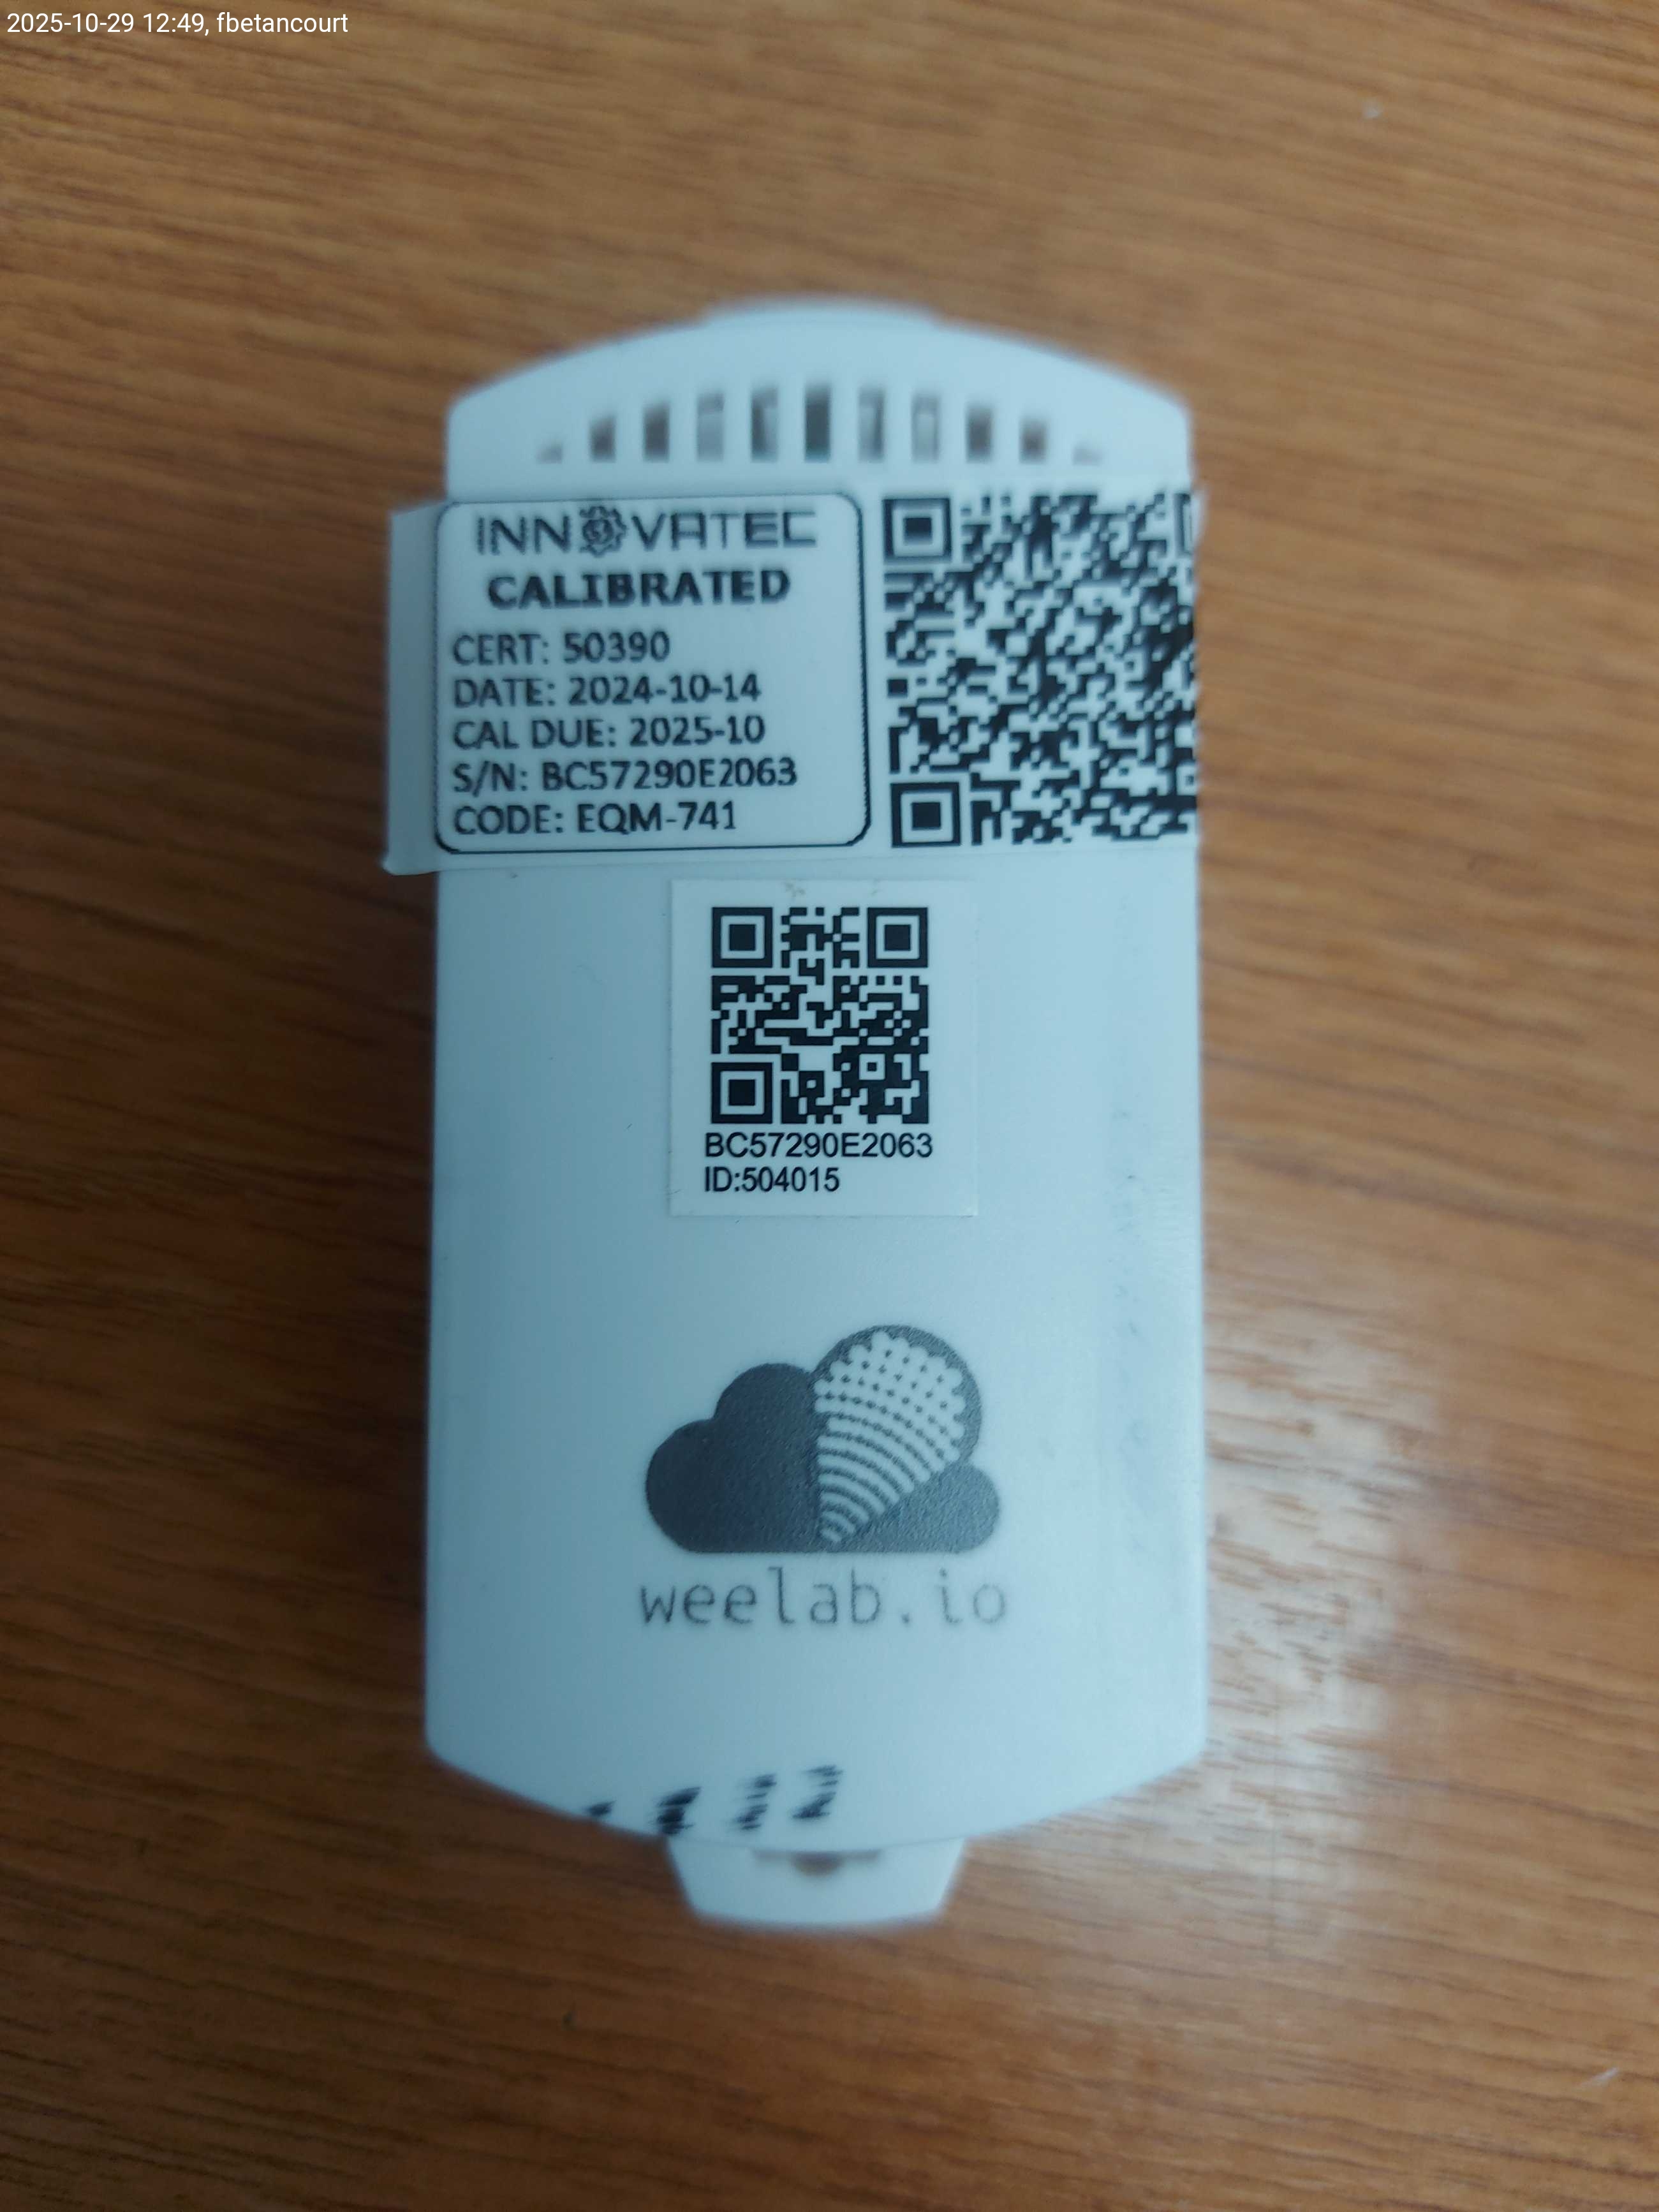 2025-10-29 12:49, fbetancourt
INNOVATEC
CALIBRATED
CERT: 50390
DATE: 2024-10-14
CAL DUE: 2025-10
S/N: BC57290E2063
CODE: EQM-741
BC57290E2063
ID:504015
weelab.io